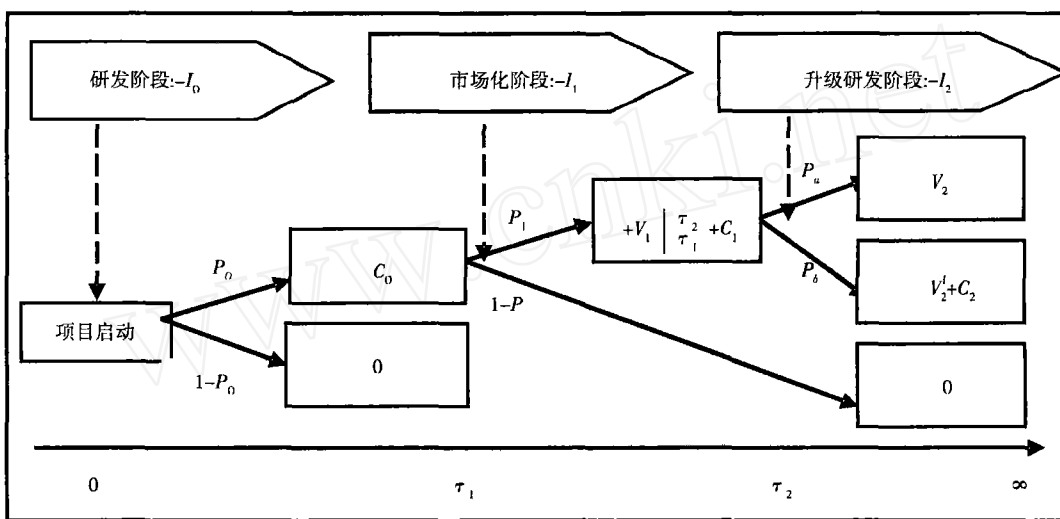 研发阶段:-I₀
市场化阶段:-I₁
升级研发阶段:-I₂
www.cnki.net
项目启动
P₀
1-P₀
C₀
0
P₁
1-P
+V₁ | τ₂ τ₁ +C₁
Pᵤ
P_b
V₂
V₂ᴵ+C₂
0
0
τ₁
τ₂
∞